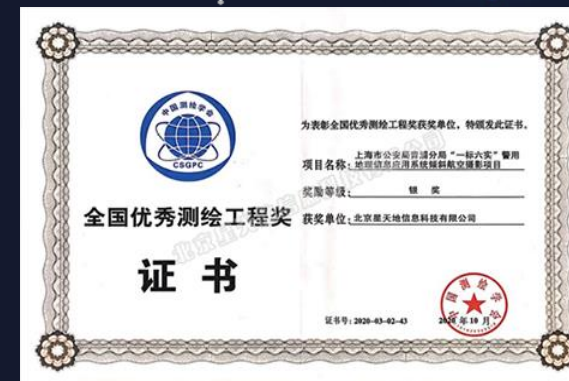 中国测绘学会
CSGPC
全国优秀测绘工程奖
证书
为表彰全国优秀测绘工程奖获奖单位，特颁发此证书。
项目名称：上海市公安局青浦分局“一标六实”警用
地理信息应用系统倾斜航空摄影项目
奖励等级：银奖
获奖单位：北京星天地信息科技有限公司
证书号：2020-03-02-43
2020年10月
中国测绘学会